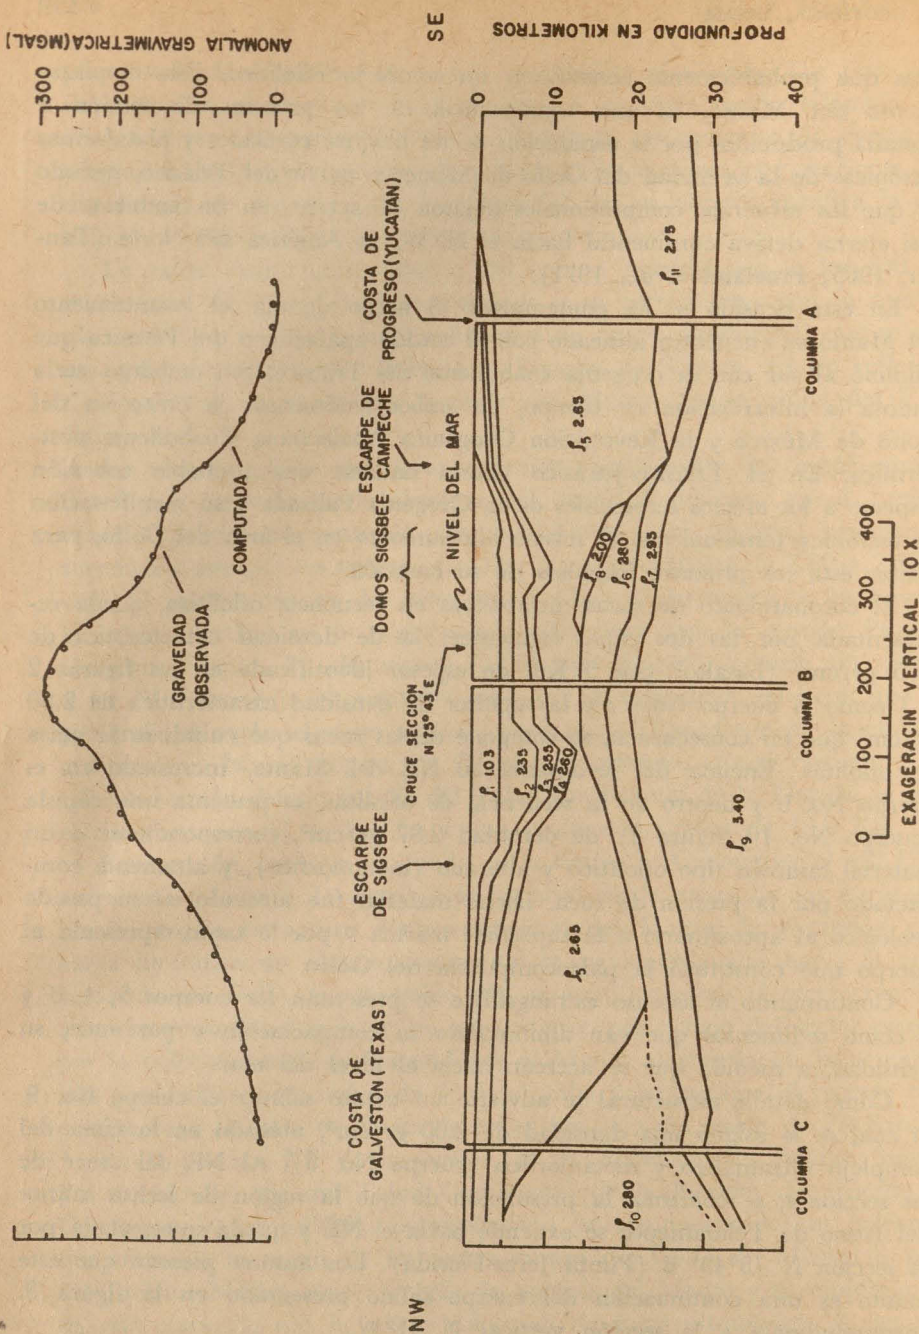 ANOMALIA GRAVIMETRICA (MGAL)
300
200
100
0
GRAVEDAD
OBSERVADA
COMPUTADA
NW
SE
COSTA DE
GALVESTON (TEXAS)
ESCARPE
DE SIGSBEE
CRUCE SECCION
N 75° 43' E
DOMOS SIGSBEE
NIVEL DEL MAR
ESCARPE DE
CAMPECHE
COSTA DE
PROGRESO (YUCATAN)
PROFUNDIDAD EN KILOMETROS
0
10
20
30
40
ρ1 1.03
ρ2 2.35
ρ3 2.55
ρ4 2.60
ρ5 2.65
ρ5 2.65
ρ8 2.00
ρ6 2.80
ρ7 2.95
ρ9 3.40
ρ10 2.80
ρ11 2.75
COLUMNA C
COLUMNA B
COLUMNA A
0 100 200 300 400
EXAGERACIN VERTICAL 10 X